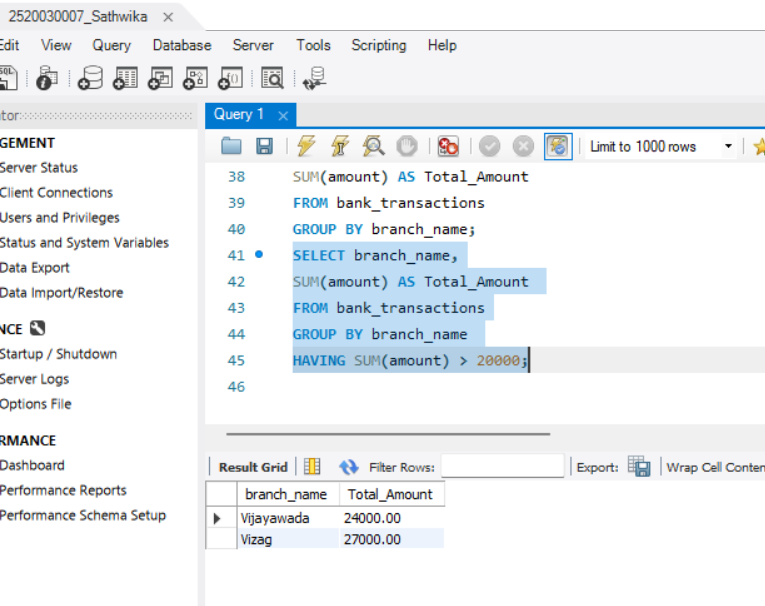 2520030007_Sathwika ×
Edit View Query Database Server Tools Scripting Help
Query 1 ×
GEMENT
Server Status
Client Connections
Users and Privileges
Status and System Variables
Data Export
Data Import/Restore
NCE
Startup / Shutdown
Server Logs
Options File
RMANCE
Dashboard
Performance Reports
Performance Schema Setup
Limit to 1000 rows
38 SUM(amount) AS Total_Amount
39 FROM bank_transactions
40 GROUP BY branch_name;
41 SELECT branch_name,
42 SUM(amount) AS Total_Amount
43 FROM bank_transactions
44 GROUP BY branch_name
45 HAVING SUM(amount) > 20000;
46
Result Grid Filter Rows: Export: Wrap Cell Conten
branch_name Total_Amount
Vijayawada 24000.00
Vizag 27000.00